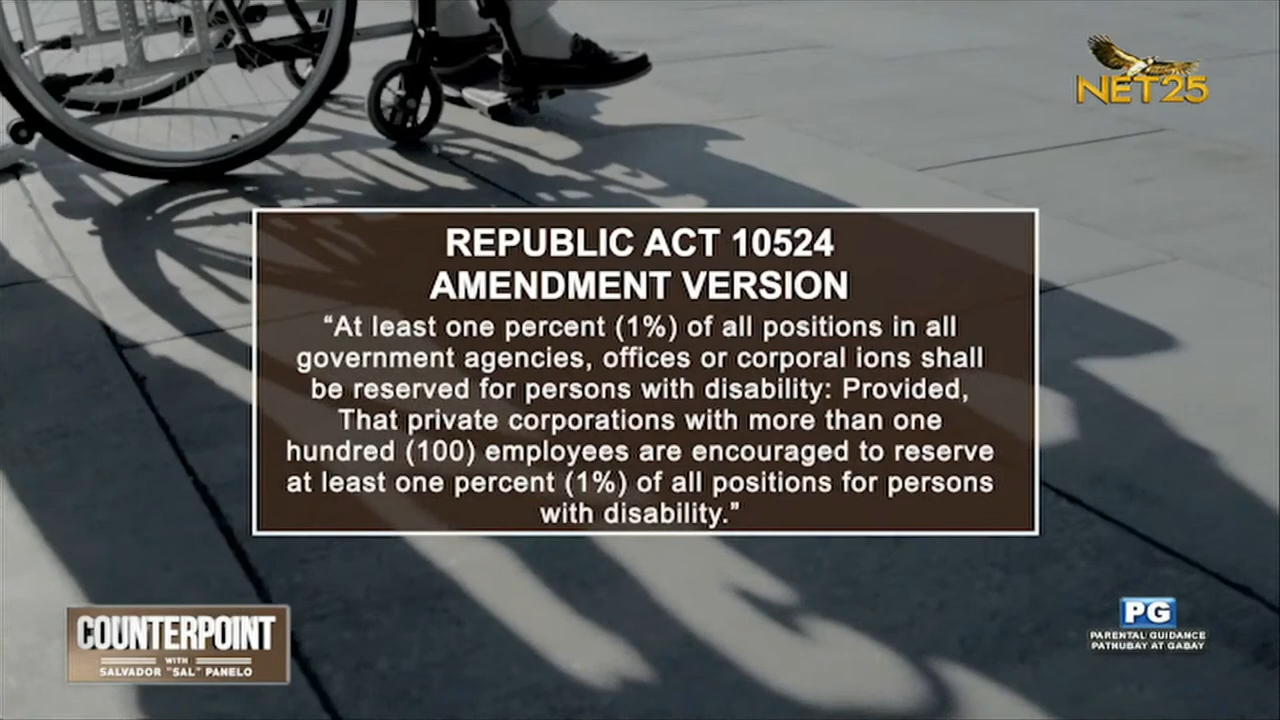 NET25
REPUBLIC ACT 10524
AMENDMENT VERSION
“At least one percent (1%) of all positions in all
government agencies, offices or corporal ions shall
be reserved for persons with disability: Provided,
That private corporations with more than one
hundred (100) employees are encouraged to reserve
at least one percent (1%) of all positions for persons
with disability.”
COUNTERPOINT
WITH
SALVADOR "SAL" PANELO
PG
PARENTAL GUIDANCE
PATNUBAY AT GABAY